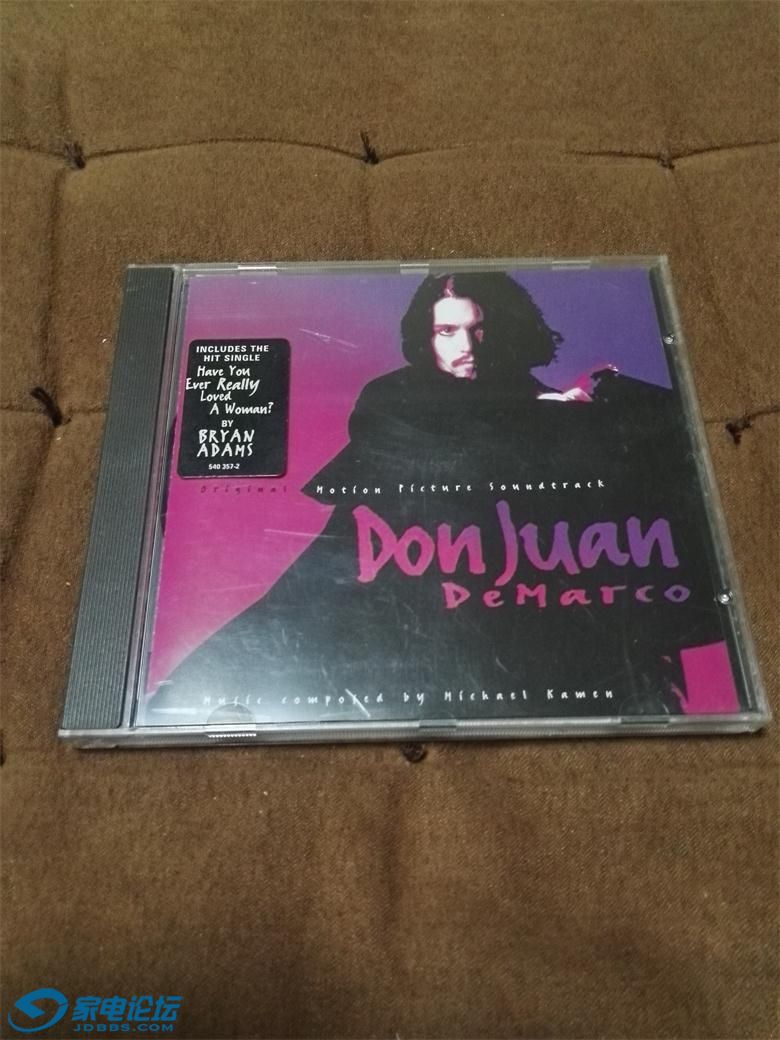 INCLUDES THE
HIT SINGLE
Have You
Ever Really
Loved
A Woman?
BY
BRYAN
ADAMS
540 357-2
Original Motion Picture Soundtrack
Don Juan
DeMarco
Music composed by Michael Kamen
家电论坛
JDBBS.COM